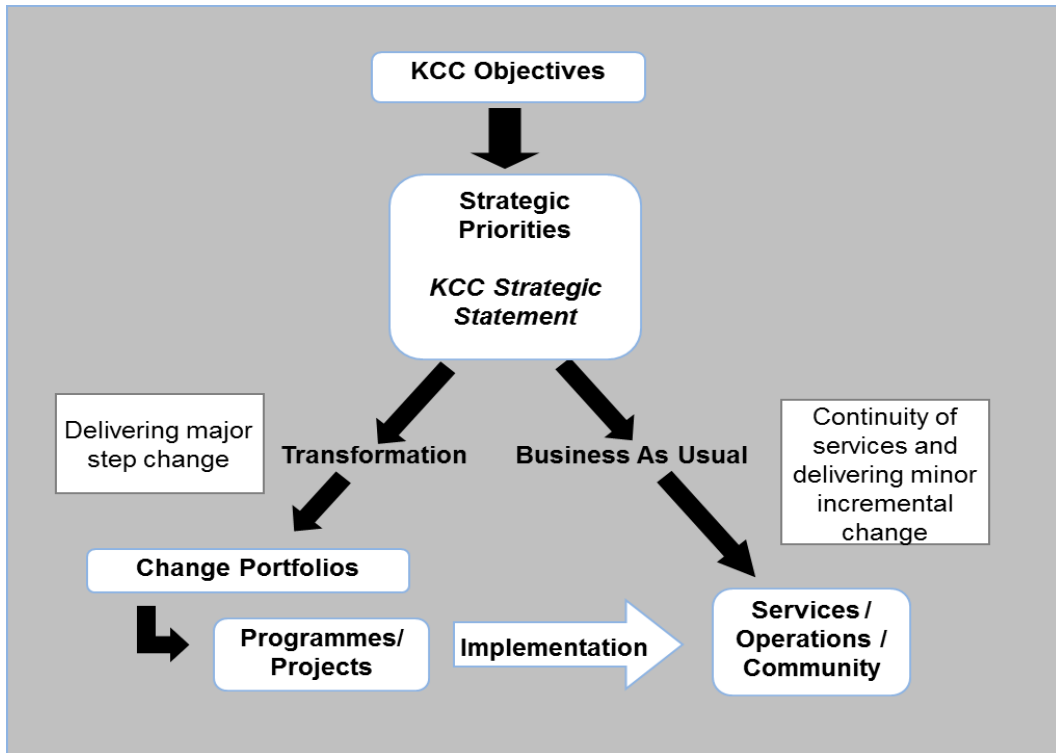 KCC Objectives
Strategic
Priorities
KCC Strategic
Statement
Delivering major
step change
Transformation
Business As Usual
Continuity of
services and
delivering minor
incremental
change
Change Portfolios
Programmes/
Projects
Implementation
Services /
Operations /
Community